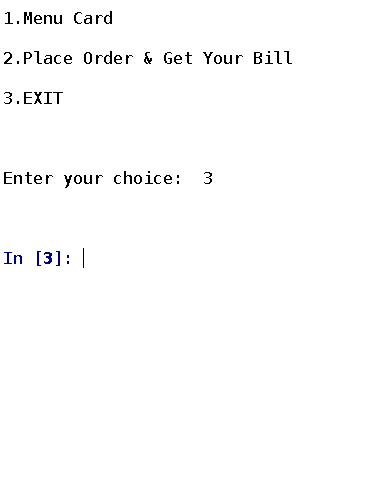 1.Menu Card
2.Place Order & Get Your Bill
3.EXIT
Enter your choice:  3
In [3]: